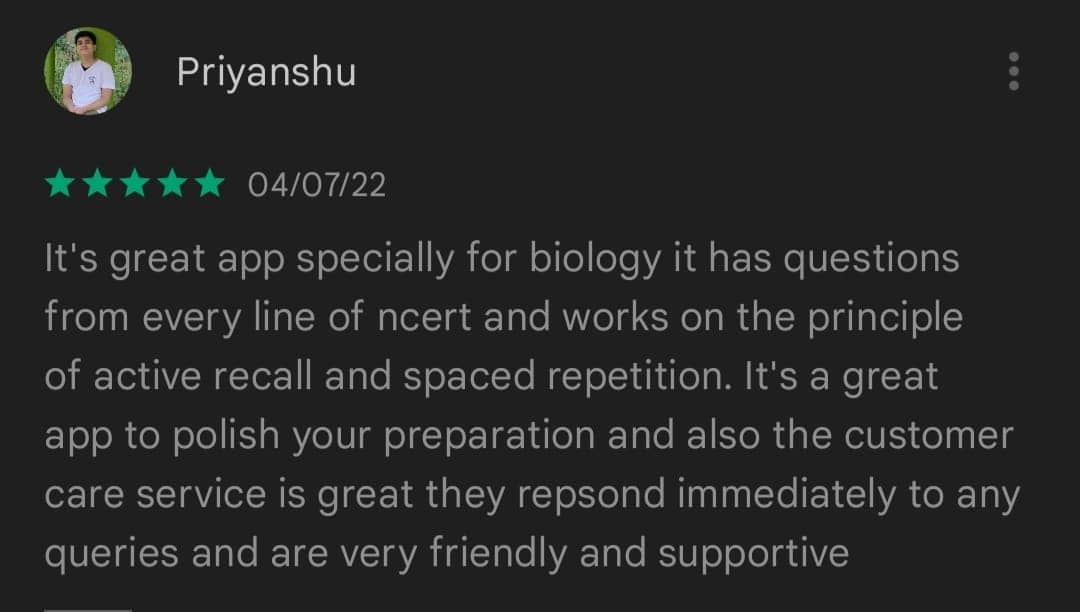 Priyanshu
04/07/22
It's great app specially for biology it has questions
from every line of ncert and works on the principle
of active recall and spaced repetition. It's a great
app to polish your preparation and also the customer
care service is great they repsond immediately to any
queries and are very friendly and supportive